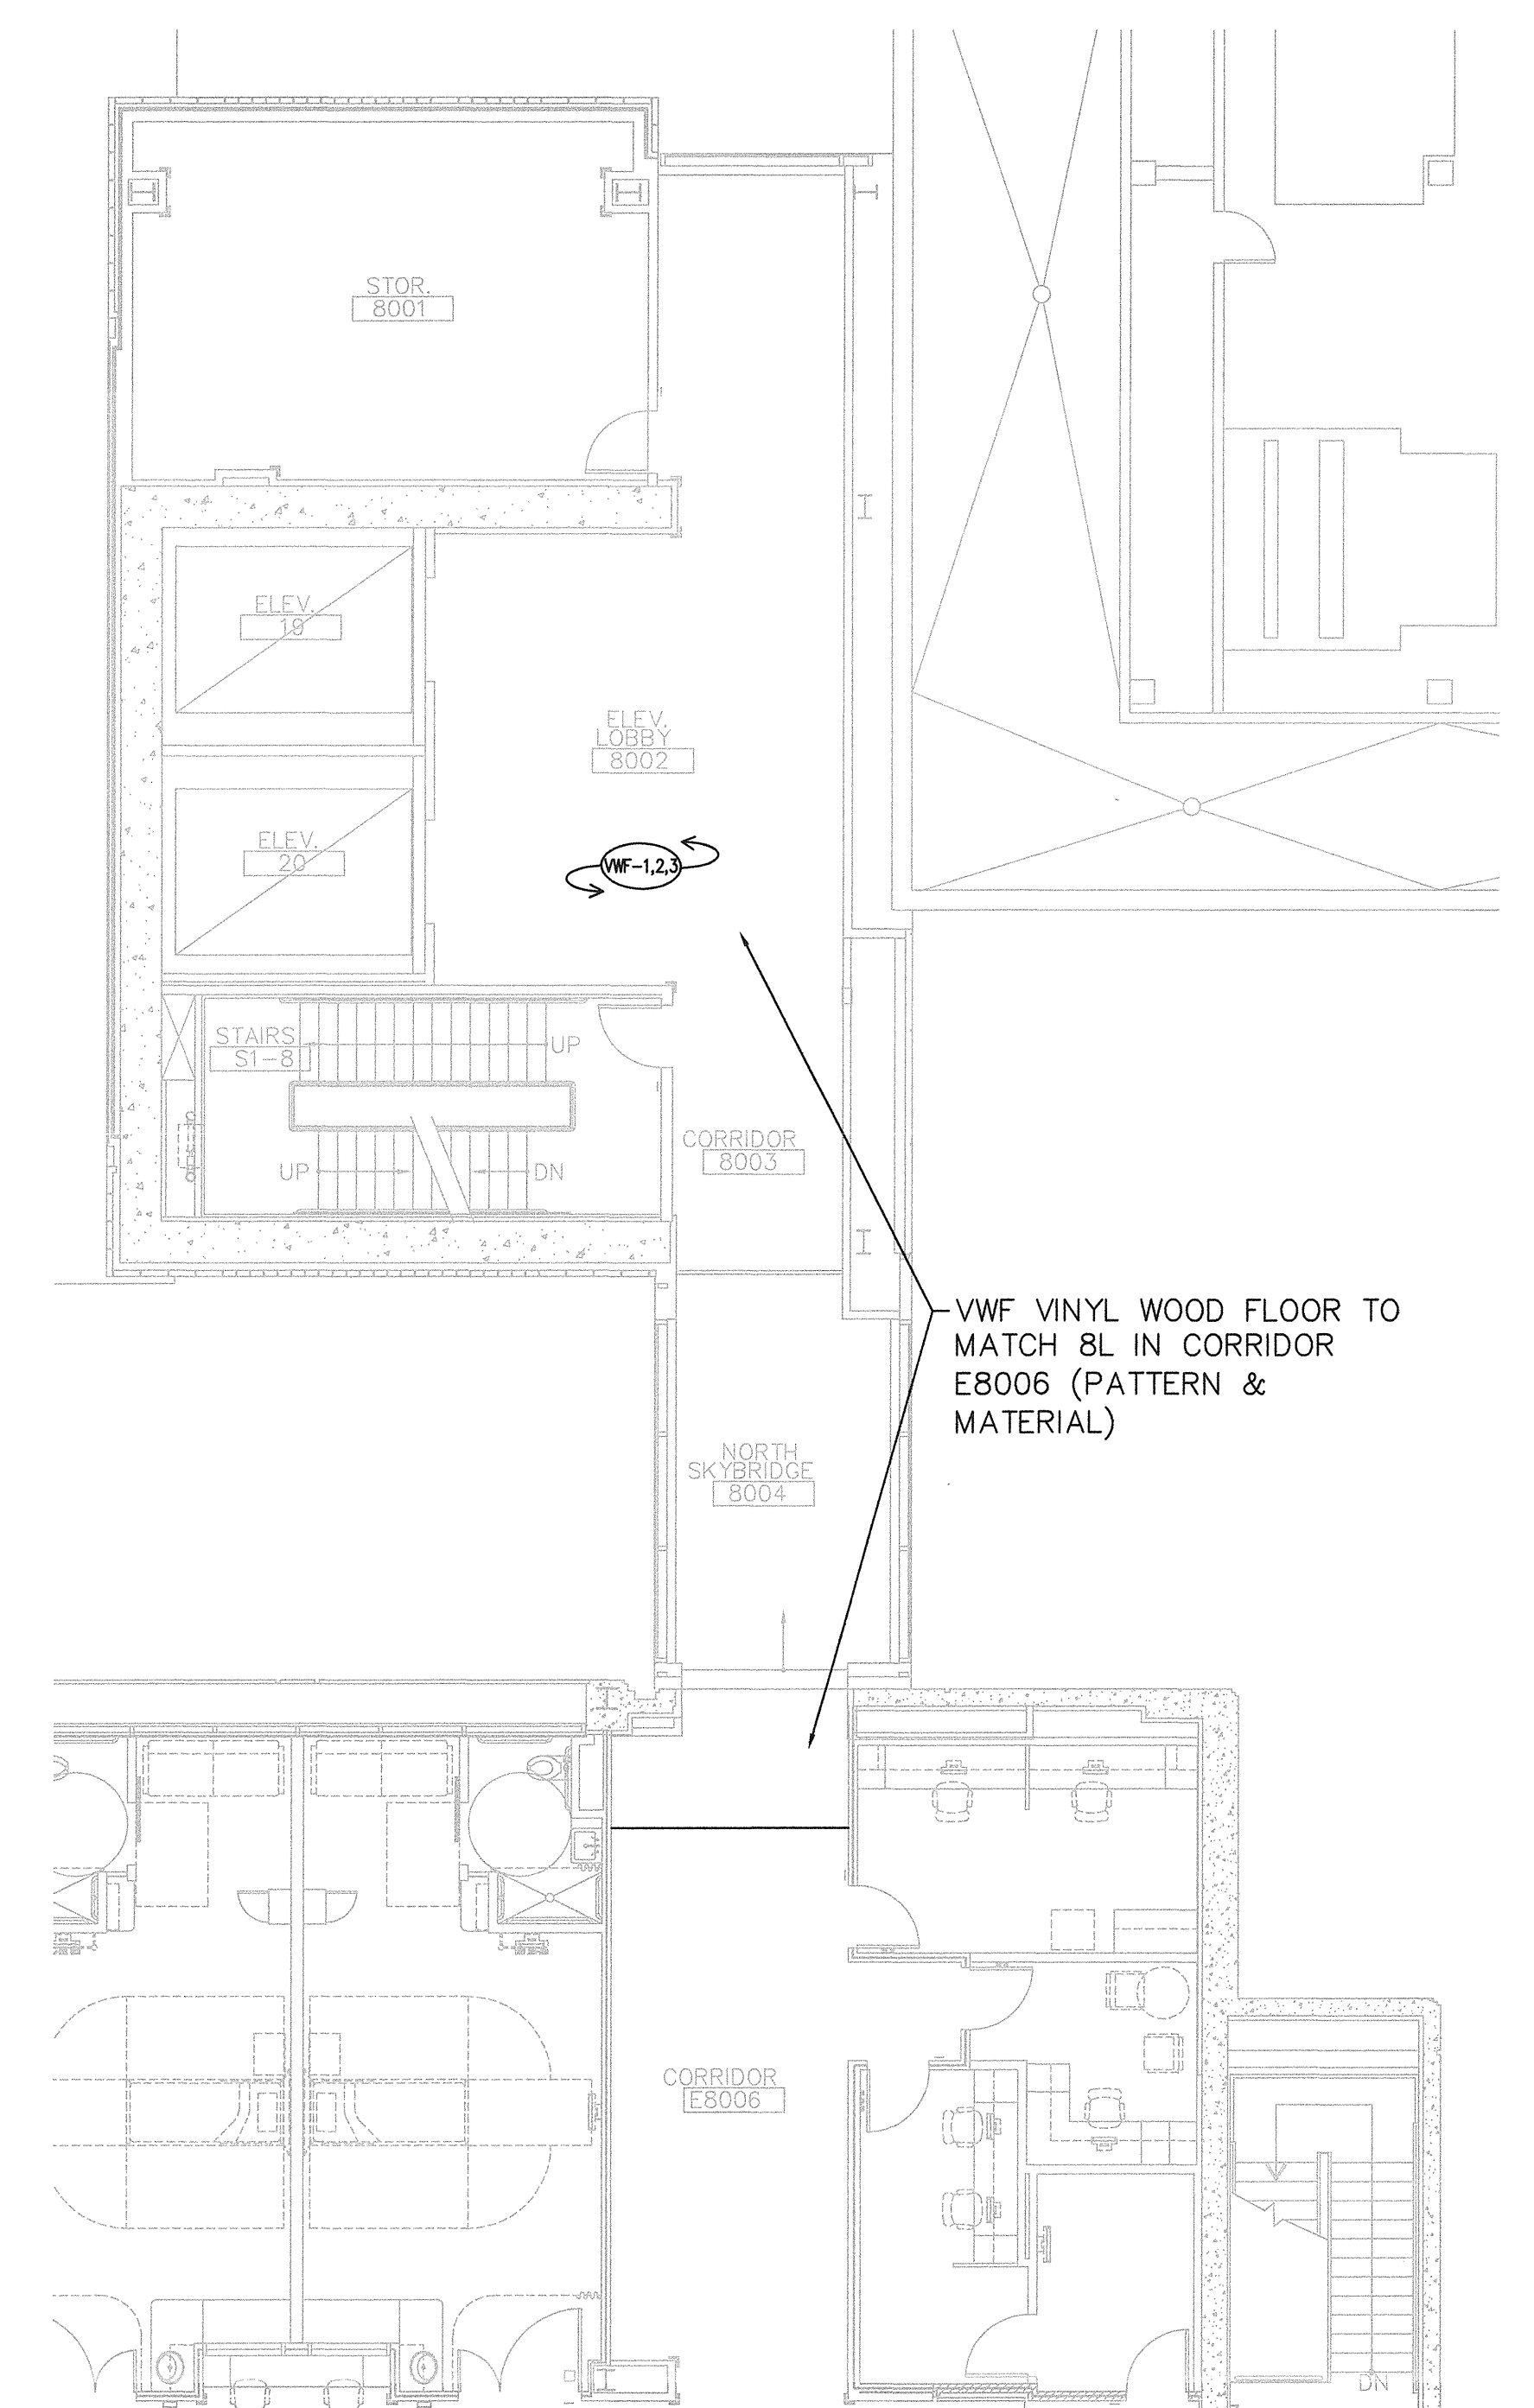 STOR.
8001
ELEV.
19
ELEV.
LOBBY
8002
ELEV.
20
VWF-1,2,3
STAIRS
S1-8
UP
UP
DN
CORRIDOR
8003
VWF VINYL WOOD FLOOR TO
MATCH 8L IN CORRIDOR
E8006 (PATTERN &
MATERIAL)
NORTH
SKYBRIDGE
8004
CORRIDOR
E8006
DN